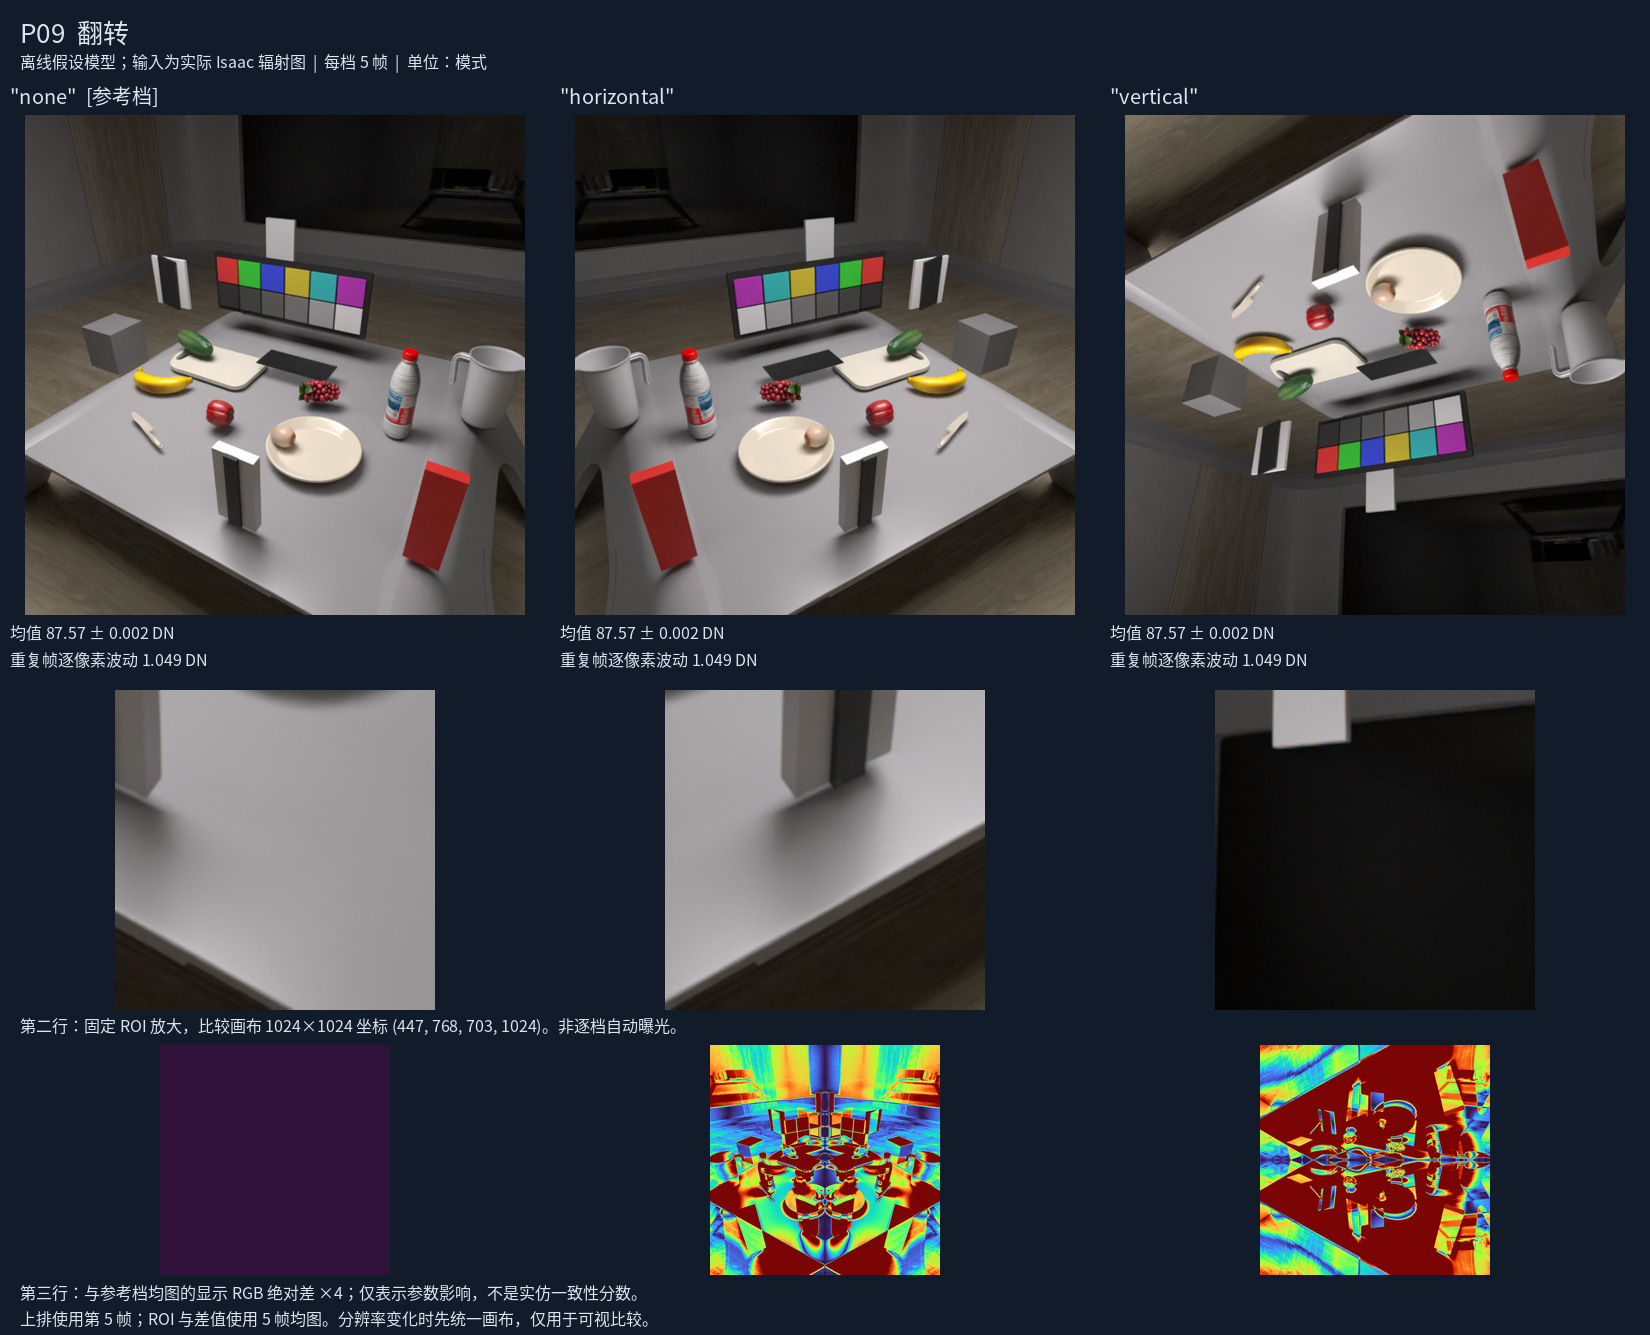 P09 翻转
离线假设模型；输入为实际 Isaac 辐射图｜每档 5 帧｜单位：模式
"none" [参考档]
"horizontal"
"vertical"
均值 87.57 ± 0.002 DN
重复帧逐像素波动 1.049 DN
均值 87.57 ± 0.002 DN
重复帧逐像素波动 1.049 DN
均值 87.57 ± 0.002 DN
重复帧逐像素波动 1.049 DN
第二行：固定 ROI 放大，比较画布 1024×1024 坐标 (447, 768, 703, 1024)。非逐档自动曝光。
第三行：与参考档均图的显示 RGB 绝对差 ×4；仅表示参数影响，不是实仿一致性分数。
上排使用第 5 帧；ROI 与差值使用 5 帧均图。分辨率变化时先统一画布，仅用于可视比较。